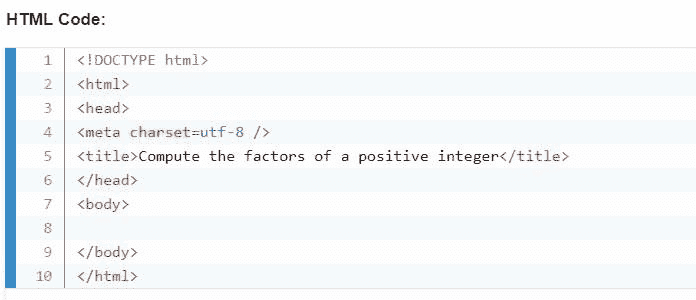 HTML Code:
1 <!DOCTYPE html>
2 <html>
3 <head>
4 <meta charset=utf-8 />
5 <title>Compute the factors of a positive integer</title>
6 </head>
7 <body>
8
9 </body>
10 </html>